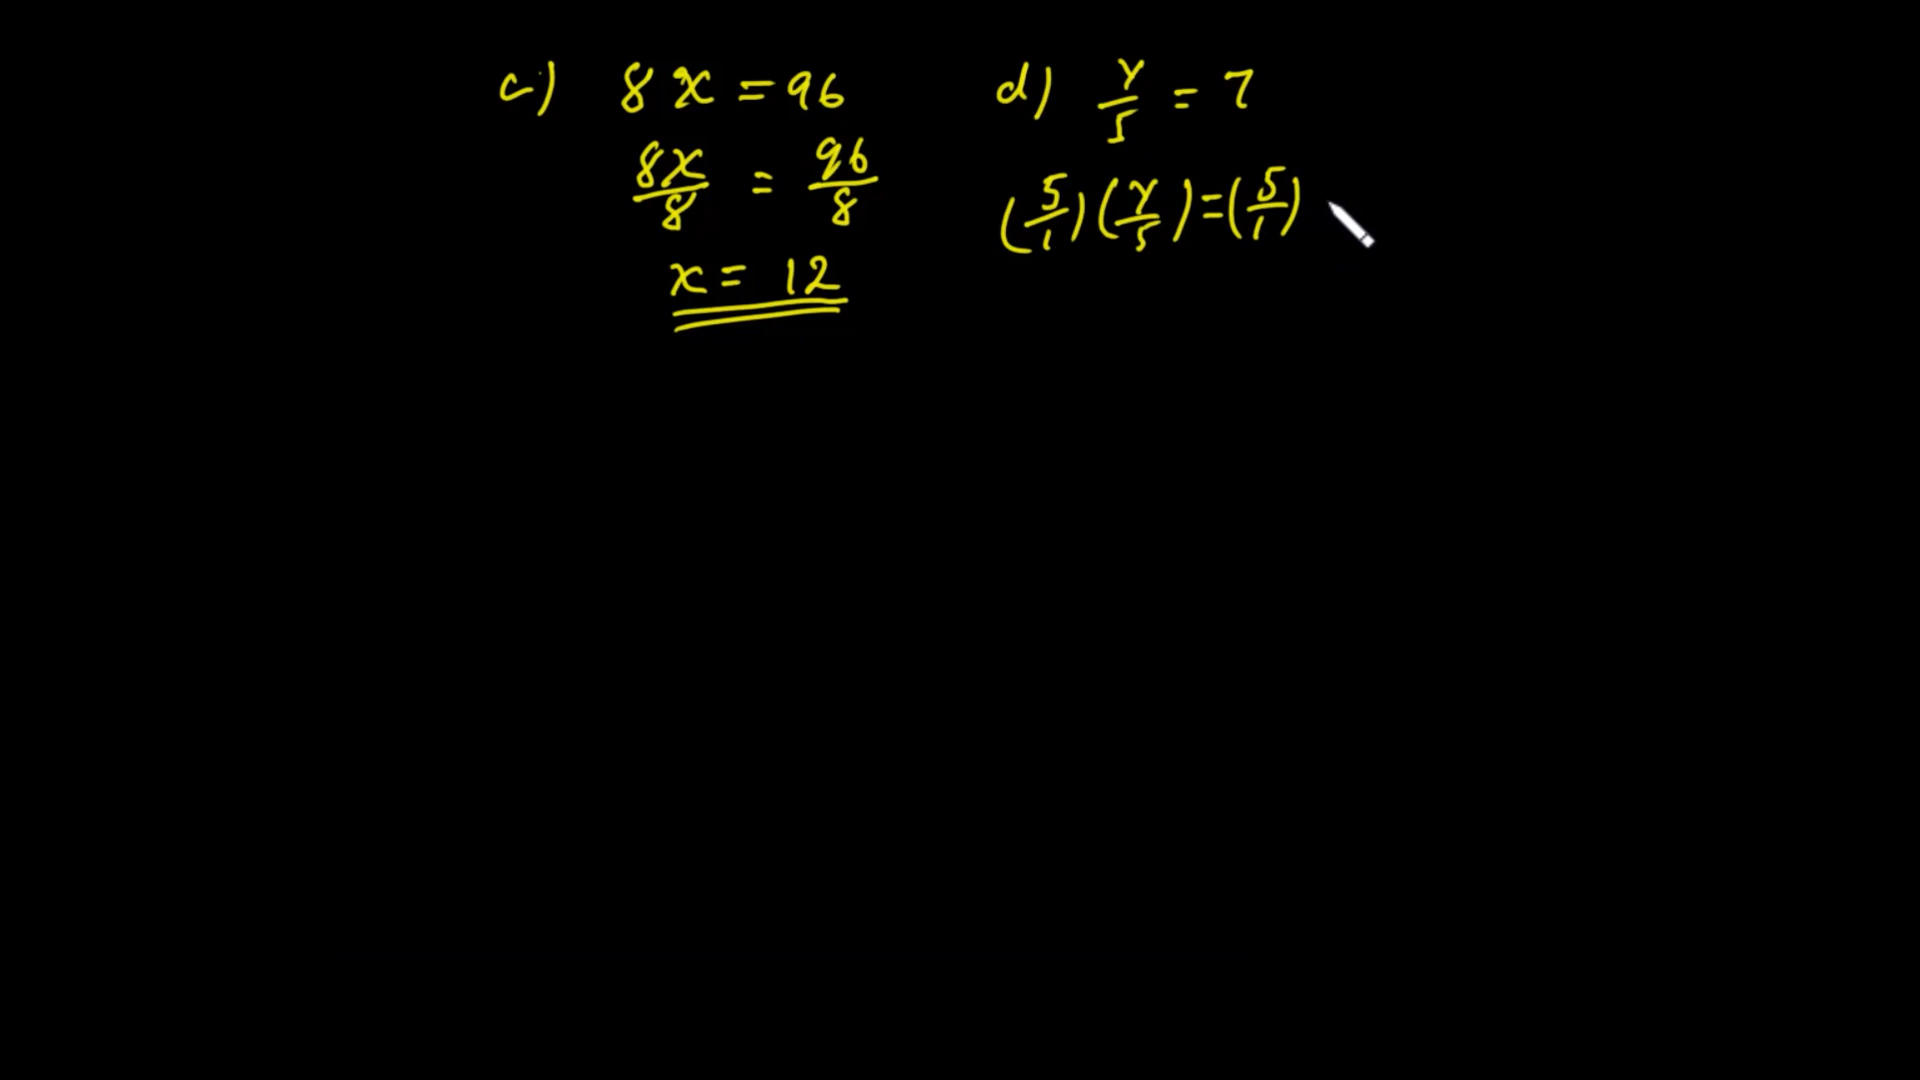 c) 8x = 96
8x/8 = 96/8
x = 12
d) y/5 = 7
(5/1)(y/5) = (5/1)